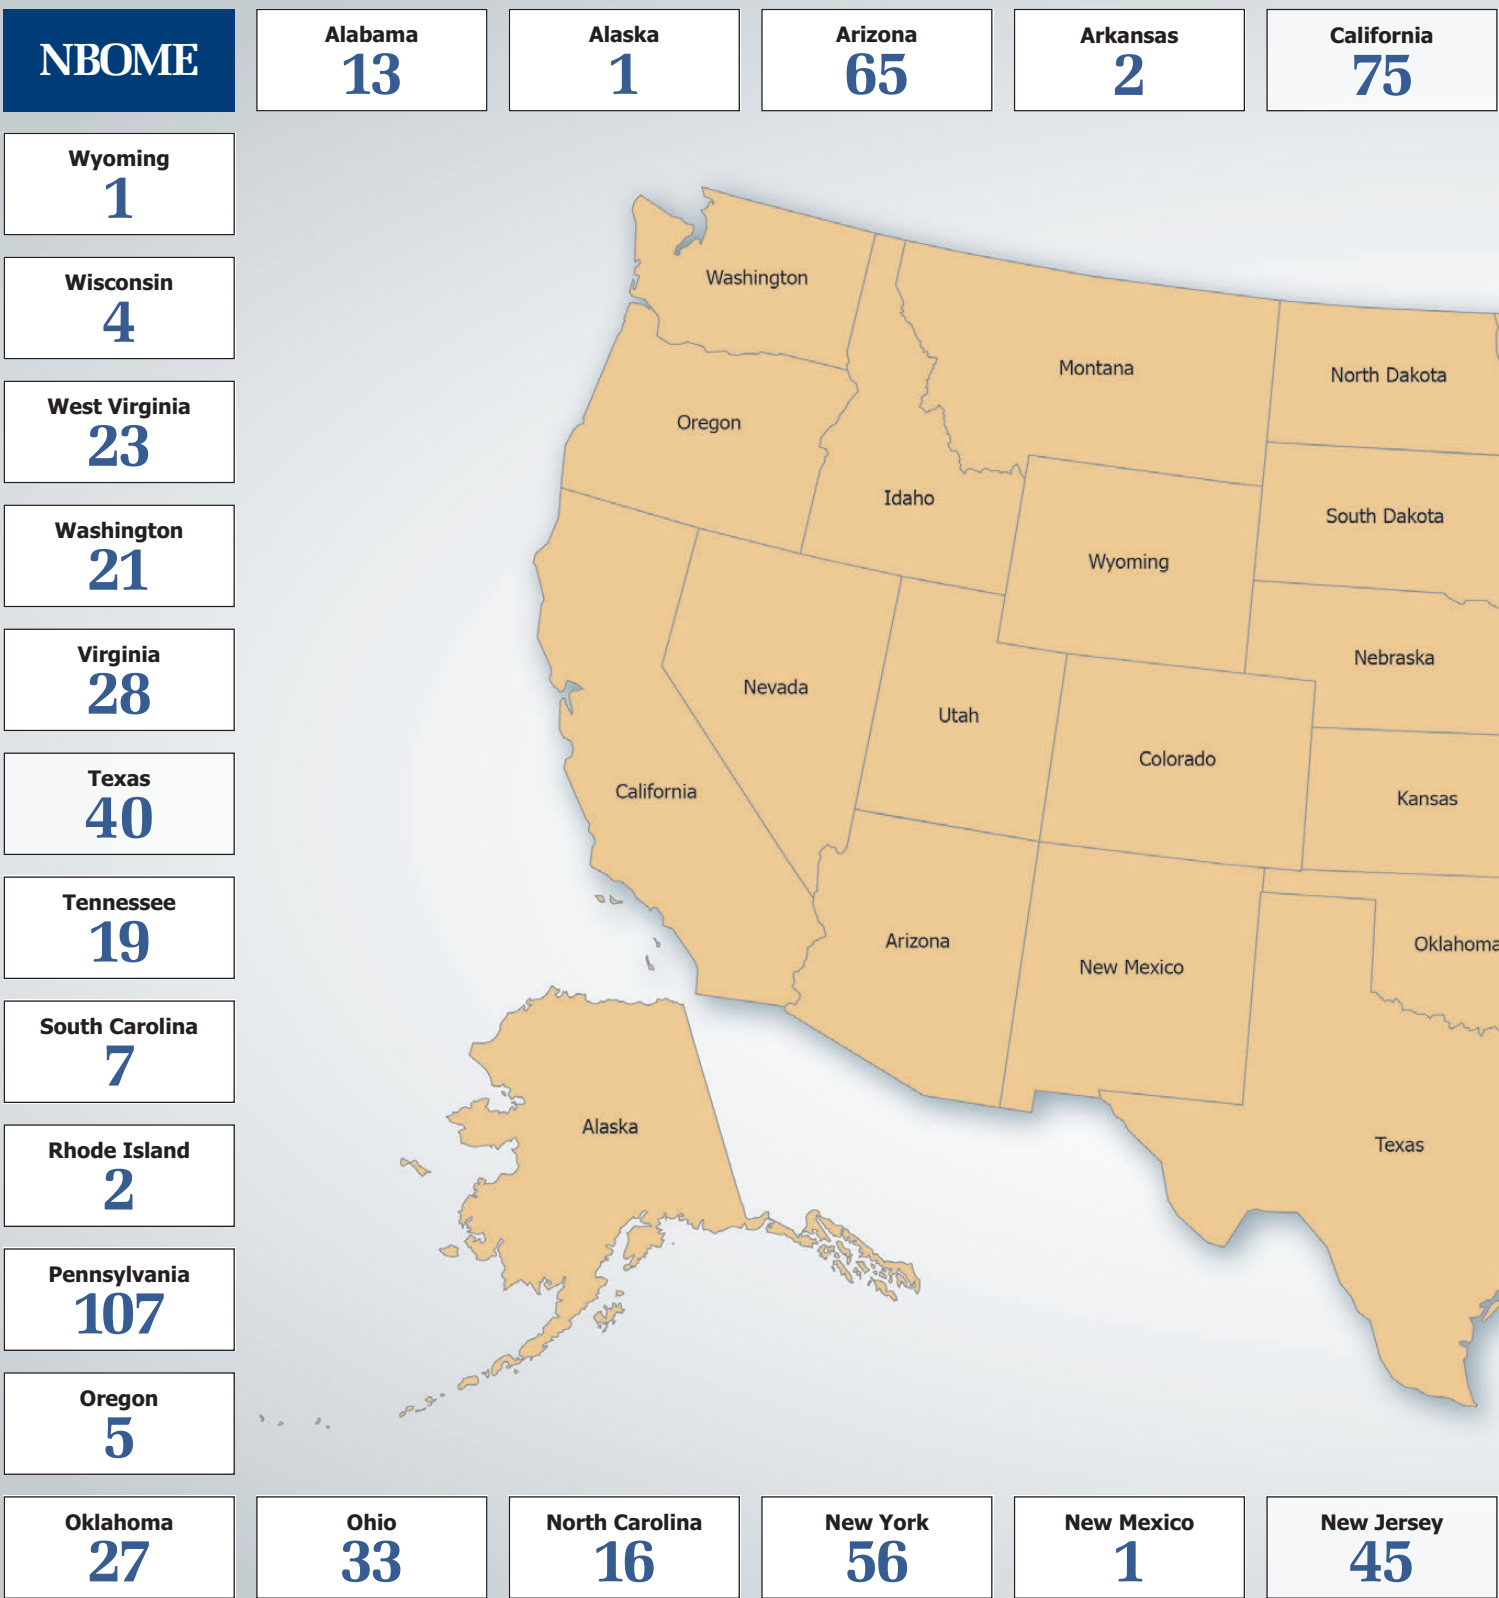 NBOME
Alabama
13
Alaska
1
Arizona
65
Arkansas
2
California
75
Wyoming
1
Wisconsin
4
West Virginia
23
Washington
21
Virginia
28
Texas
40
Tennessee
19
South Carolina
7
Rhode Island
2
Pennsylvania
107
Oregon
5
Oklahoma
27
Ohio
33
North Carolina
16
New York
56
New Mexico
1
New Jersey
45
Washington
Montana
North Dakota
Oregon
Idaho
South Dakota
Wyoming
Nebraska
Nevada
Utah
Colorado
California
Kansas
Arizona
New Mexico
Oklahoma
Alaska
Texas